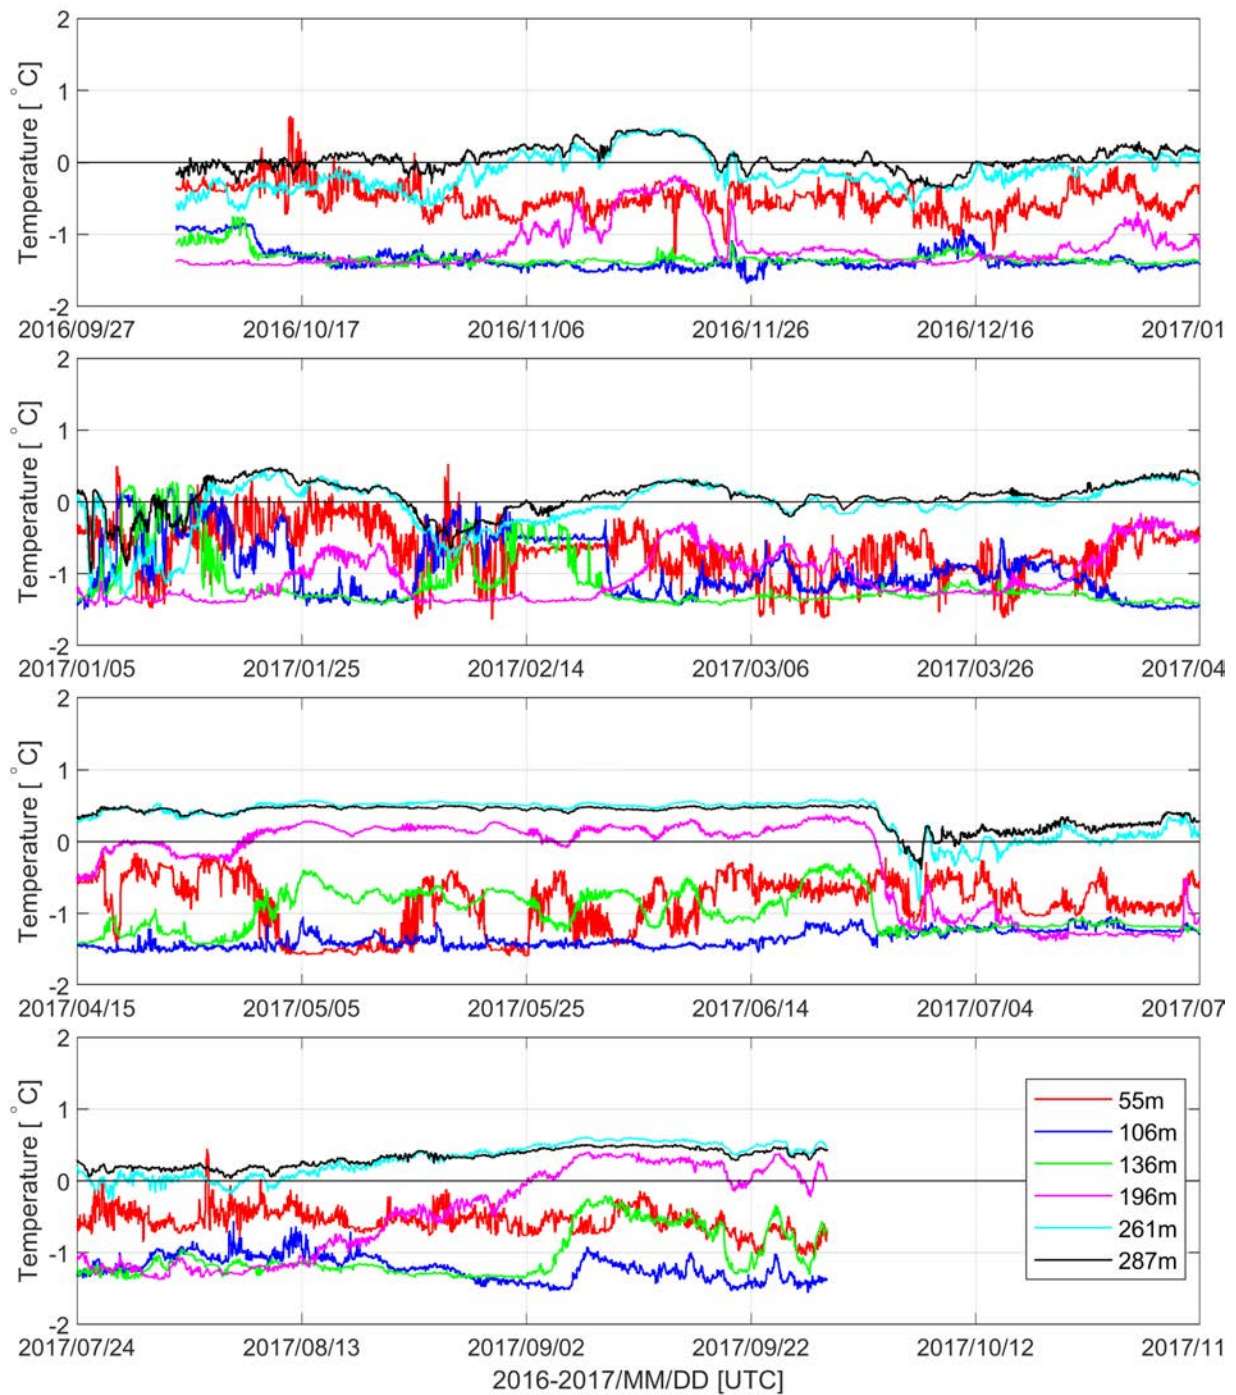 2
1
0
-1
-2
Temperature [ °C]
2016/09/27 2016/10/17 2016/11/06 2016/11/26 2016/12/16 2017/01
2
1
0
-1
-2
Temperature [ °C]
2017/01/05 2017/01/25 2017/02/14 2017/03/06 2017/03/26 2017/04
2
1
0
-1
-2
Temperature [ °C]
2017/04/15 2017/05/05 2017/05/25 2017/06/14 2017/07/04 2017/07
2
1
0
-1
-2
Temperature [ °C]
55m
106m
136m
196m
261m
287m
2017/07/24 2017/08/13 2017/09/02 2017/09/22 2017/10/12 2017/11
2016-2017/MM/DD [UTC]